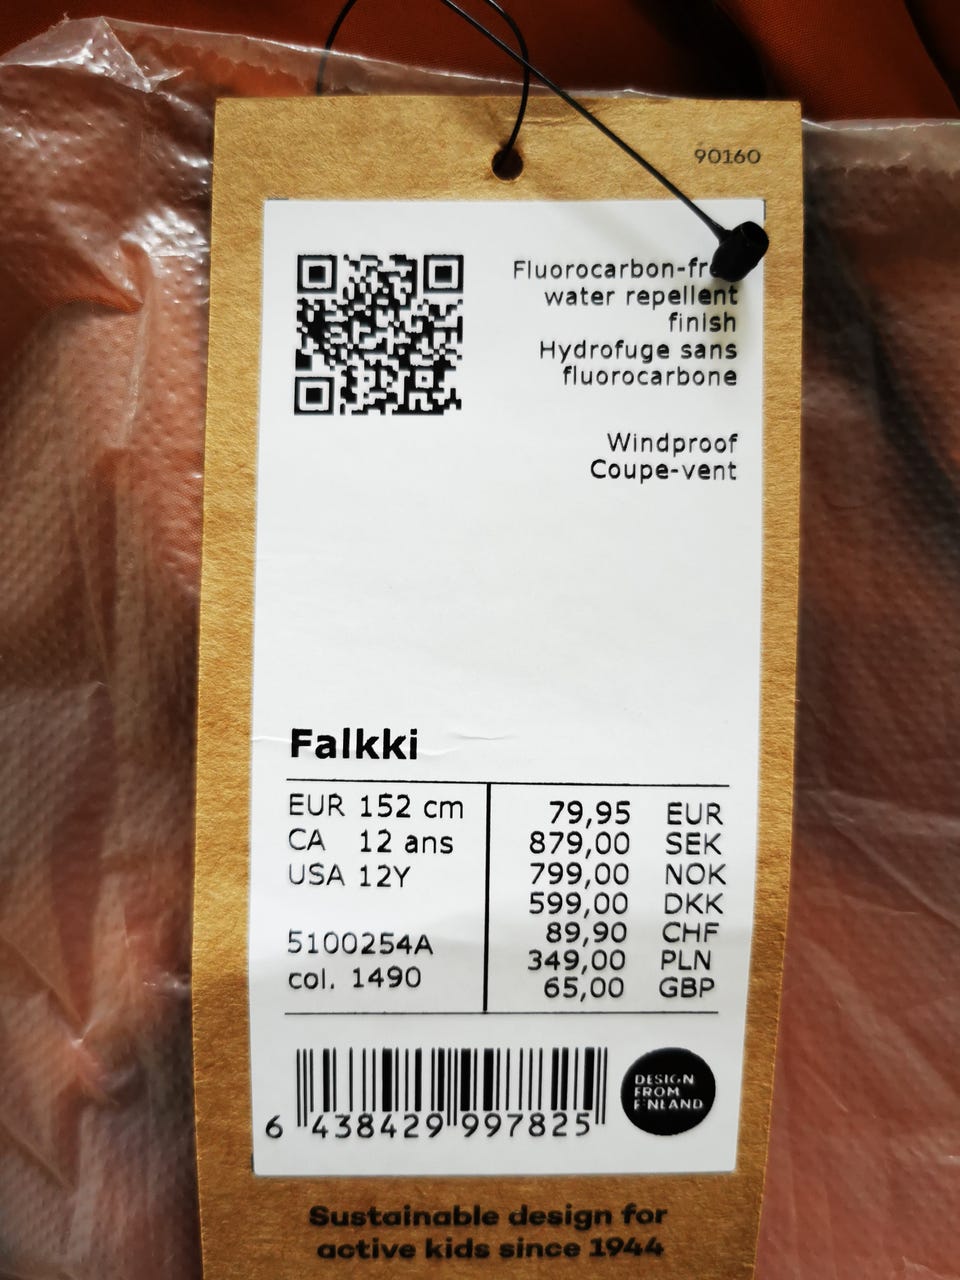 90160
Fluorocarbon-free
water repellent
finish
Hydrofuge sans
fluorocarbone
Windproof
Coupe-vent
Falkki
EUR 152 cm
CA 12 ans
USA 12Y
5100254A
col. 1490
79,95 EUR
879,00 SEK
799,00 NOK
599,00 DKK
89,90 CHF
349,00 PLN
65,00 GBP
6 438429 997825
DESIGN
FROM
FINLAND
Sustainable design for
active kids since 1944